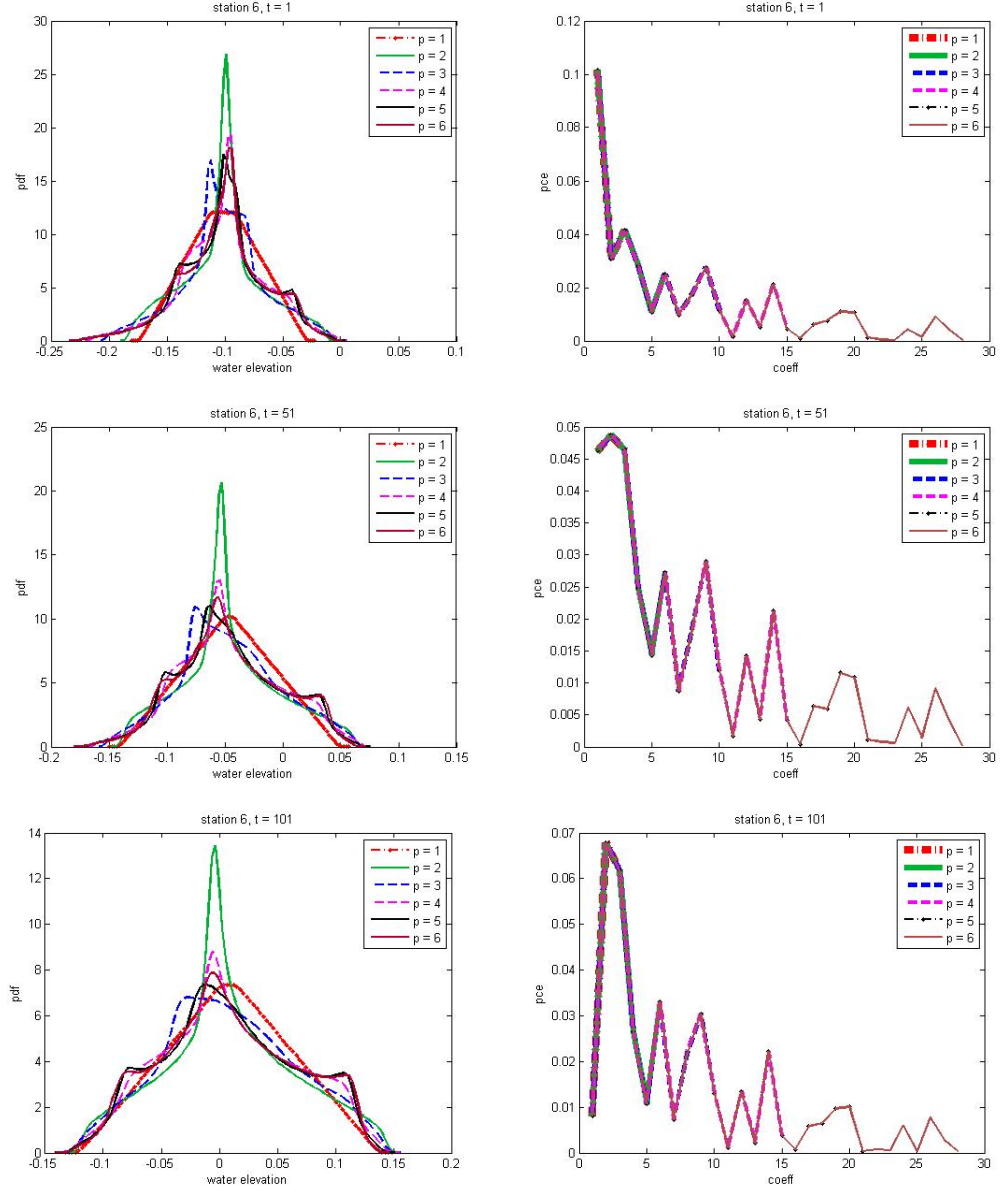 station 6, t = 1
30
25
20
15
10
5
0
-0.25
-0.2
-0.15
-0.1
-0.05
0
0.05
0.1
pdf
water elevation
p = 1
p = 2
p = 3
p = 4
p = 5
p = 6
station 6, t = 1
0.12
0.1
0.08
0.06
0.04
0.02
0
0
5
10
15
20
25
30
pce
coeff
p = 1
p = 2
p = 3
p = 4
p = 5
p = 6
station 6, t = 51
25
20
15
10
5
0
-0.2
-0.15
-0.1
-0.05
0
0.05
0.1
0.15
pdf
water elevation
p = 1
p = 2
p = 3
p = 4
p = 5
p = 6
station 6, t = 51
0.05
0.045
0.04
0.035
0.03
0.025
0.02
0.015
0.01
0.005
0
0
5
10
15
20
25
30
pce
coeff
p = 1
p = 2
p = 3
p = 4
p = 5
p = 6
station 6, t = 101
14
12
10
8
6
4
2
0
-0.15
-0.1
-0.05
0
0.05
0.1
0.15
0.2
pdf
water elevation
p = 1
p = 2
p = 3
p = 4
p = 5
p = 6
station 6, t = 101
0.07
0.06
0.05
0.04
0.03
0.02
0.01
0
0
5
10
15
20
25
30
pce
coeff
p = 1
p = 2
p = 3
p = 4
p = 5
p = 6